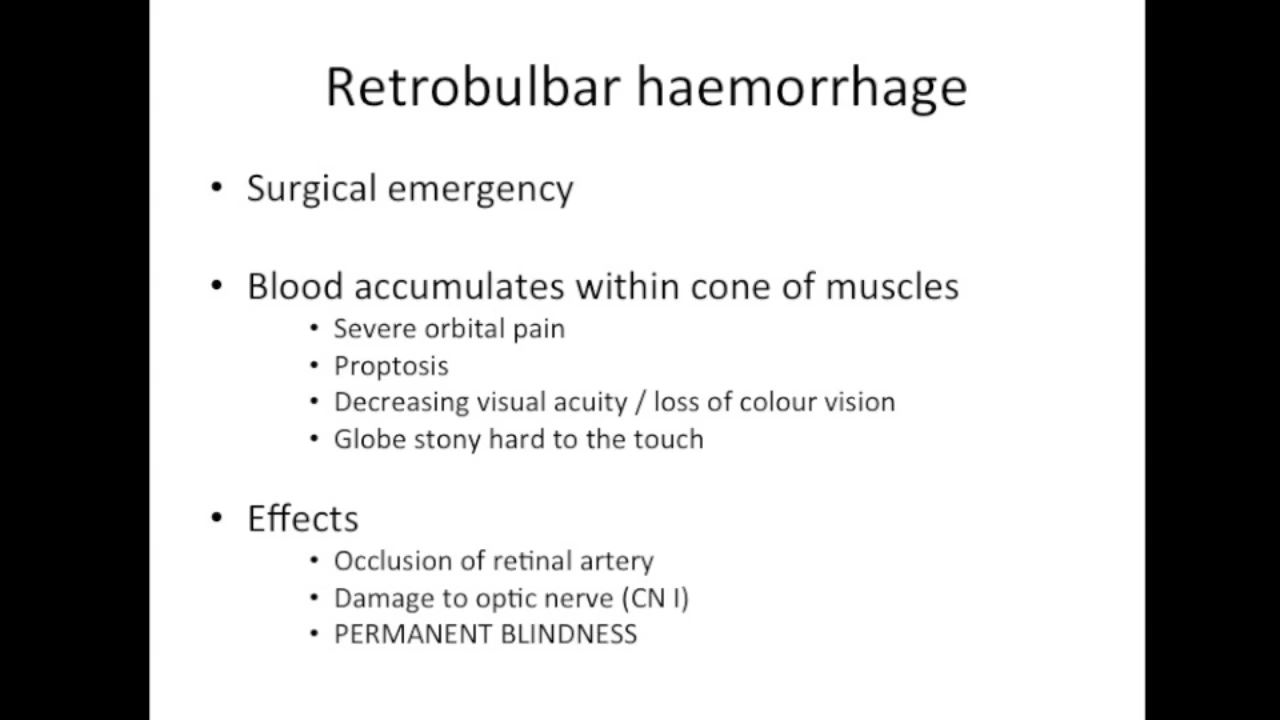 Retrobulbar haemorrhage
• Surgical emergency
• Blood accumulates within cone of muscles
• Severe orbital pain
• Proptosis
• Decreasing visual acuity / loss of colour vision
• Globe stony hard to the touch
• Effects
• Occlusion of retinal artery
• Damage to optic nerve (CN I)
• PERMANENT BLINDNESS